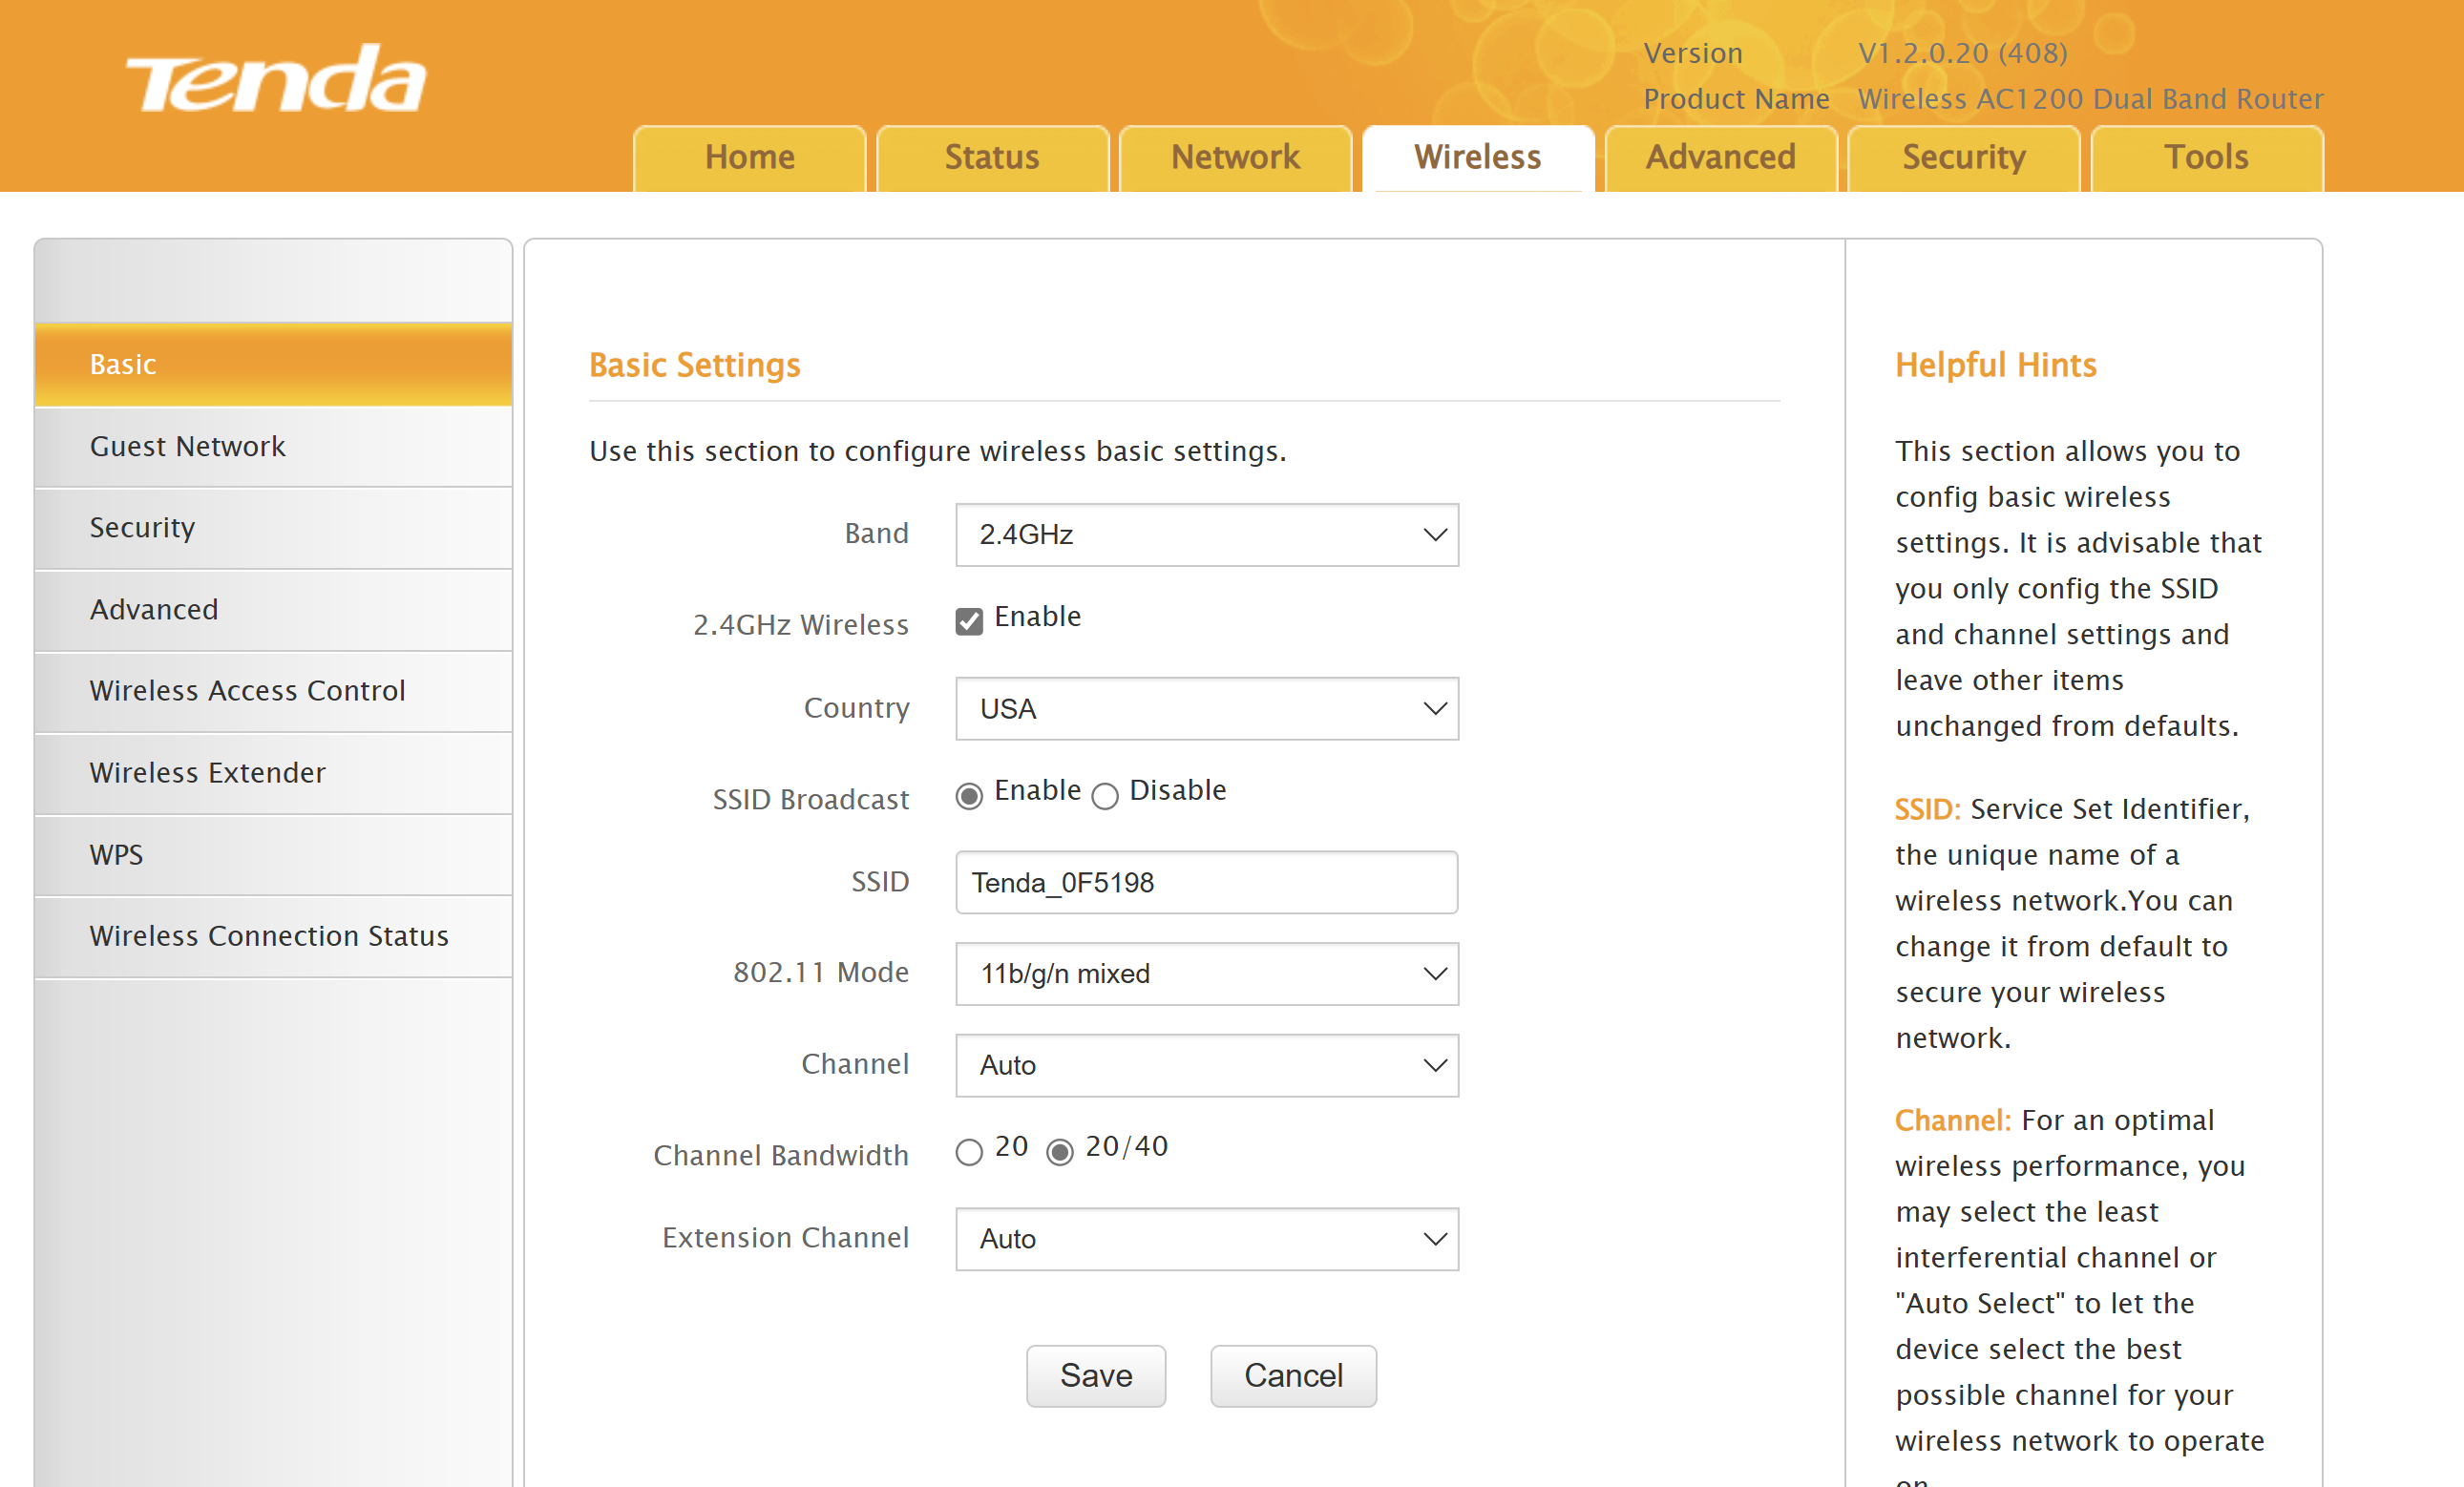 Tenda
Version V1.2.0.20 (408)
Product Name Wireless AC1200 Dual Band Router
Home Status Network Wireless Advanced Security Tools
Basic
Guest Network
Security
Advanced
Wireless Access Control
Wireless Extender
WPS
Wireless Connection Status
Basic Settings
Use this section to configure wireless basic settings.
Band 2.4GHz
2.4GHz Wireless Enable
Country USA
SSID Broadcast Enable Disable
SSID Tenda_0F5198
802.11 Mode 11b/g/n mixed
Channel Auto
Channel Bandwidth 20 20/40
Extension Channel Auto
Save Cancel
Helpful Hints
This section allows you to
config basic wireless
settings. It is advisable that
you only config the SSID
and channel settings and
leave other items
unchanged from defaults.
SSID: Service Set Identifier,
the unique name of a
wireless network.You can
change it from default to
secure your wireless
network.
Channel: For an optimal
wireless performance, you
may select the least
interferential channel or
"Auto Select" to let the
device select the best
possible channel for your
wireless network to operate
on